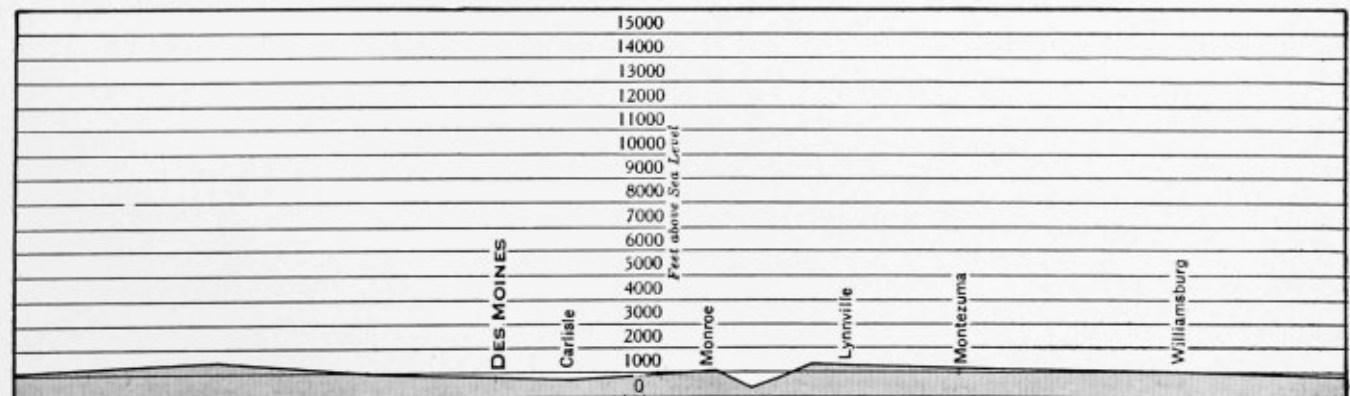 15000
14000
13000
12000
11000
10000
9000
8000
7000
6000
5000
4000
3000
2000
1000
0
Feet above Sea Level
DES MOINES
Carlisle
Monroe
Lynnville
Montezuma
Williamsburg